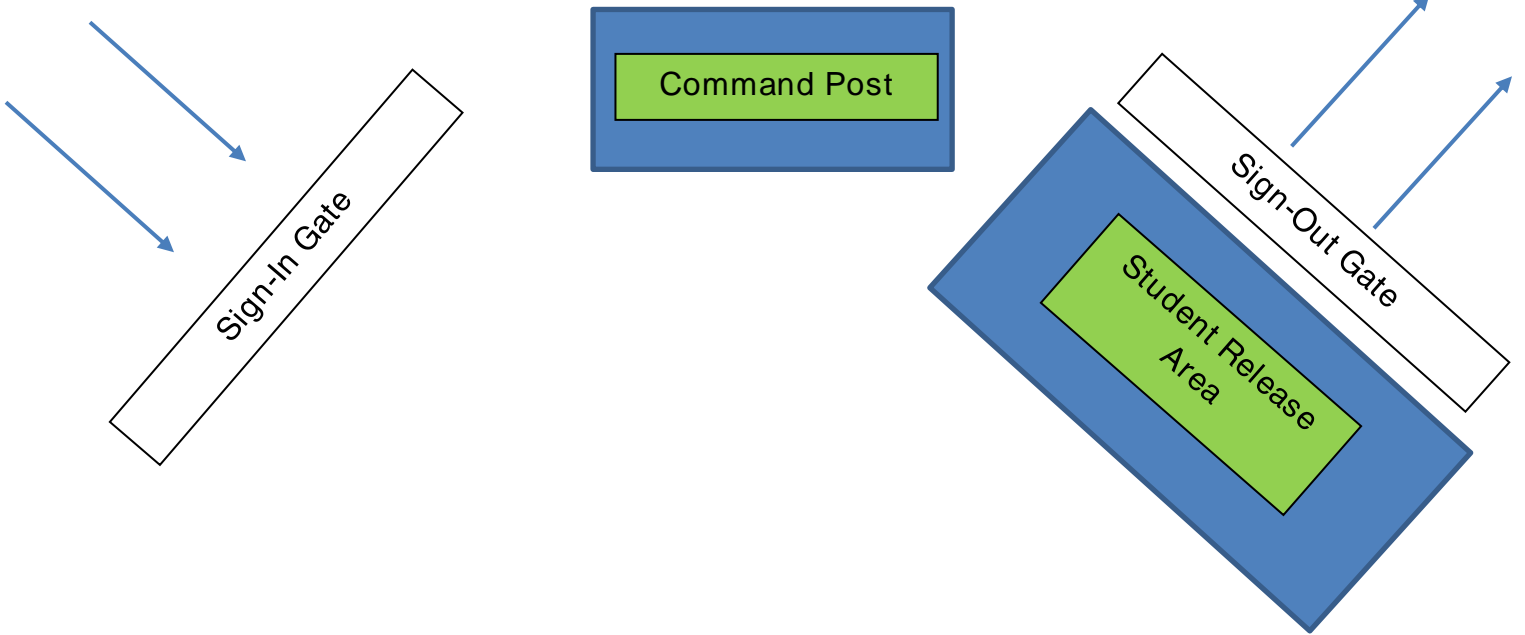 Command Post
Sign-In Gate
Sign-Out Gate
Student Release
Area